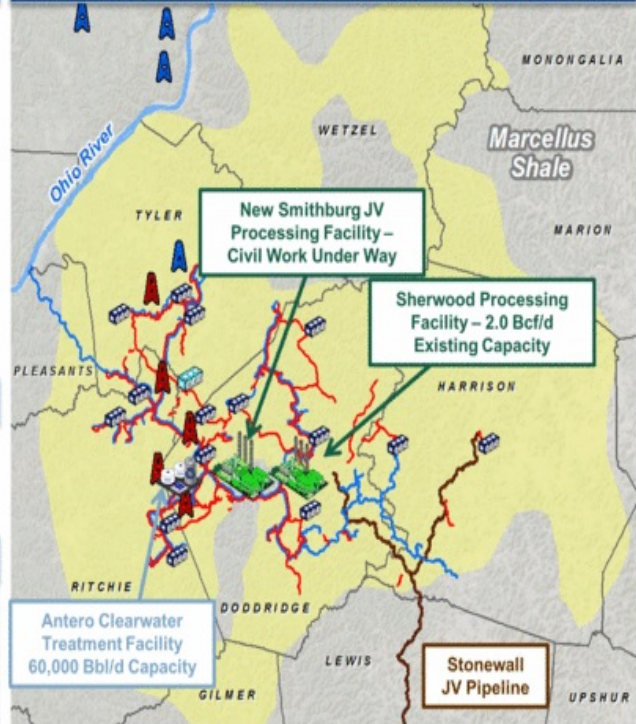 MONONGALIA
WETZEL
Marcellus
Shale
Ohio River
TYLER
MARION
New Smithburg JV
Processing Facility –
Civil Work Under Way
Sherwood Processing
Facility – 2.0 Bcf/d
Existing Capacity
PLEASANTS
HARRISON
RITCHIE
DODDRIDGE
Antero Clearwater
Treatment Facility
60,000 Bbl/d Capacity
LEWIS
Stonewall
JV Pipeline
GILMER
UPSHUR